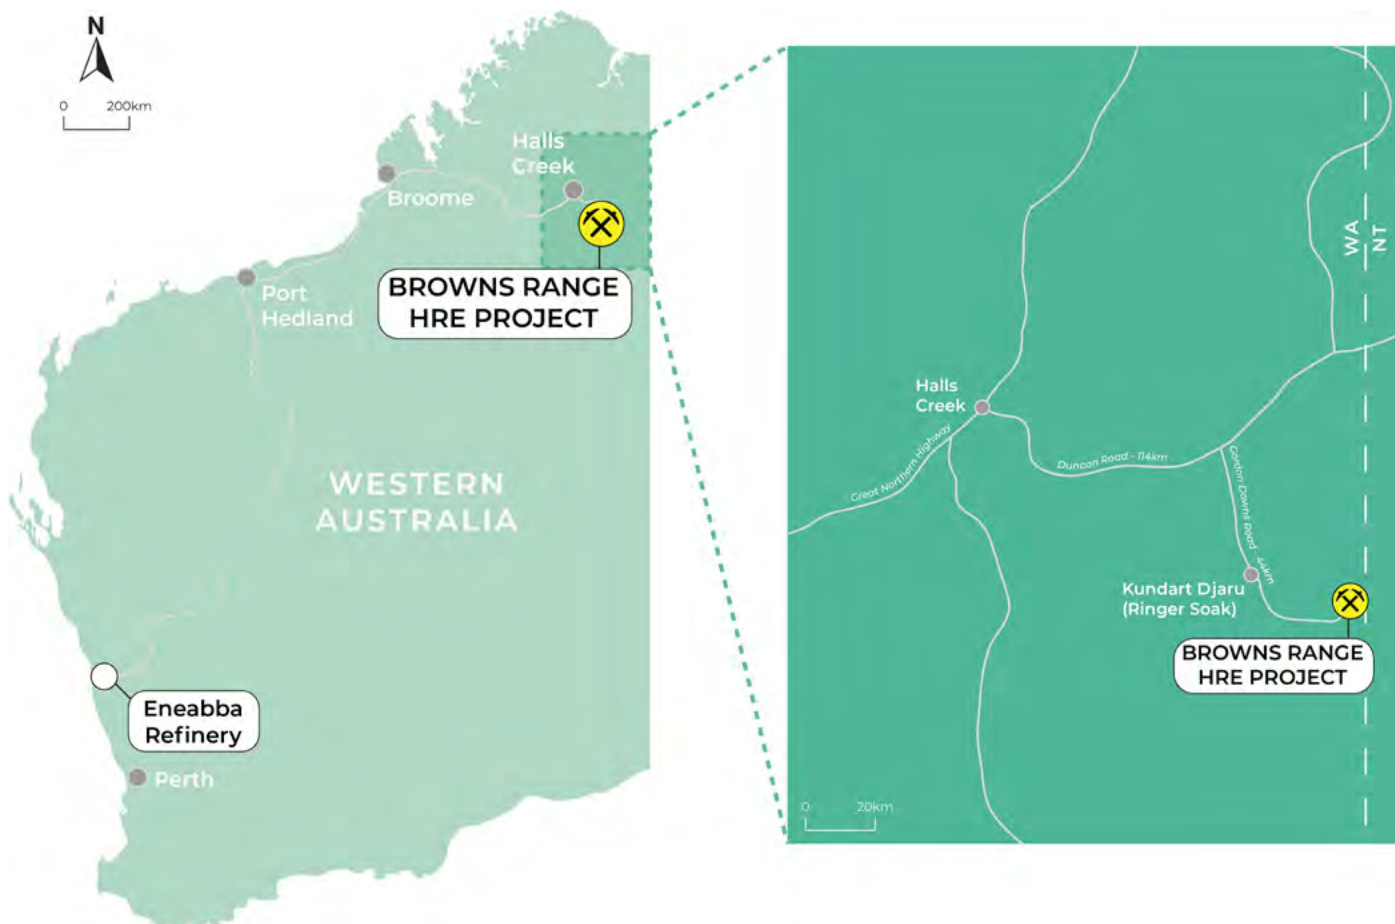 N
0 200km
Halls
Creek
Broome
BROWNS RANGE
HRE PROJECT
Port
Hedland
WESTERN
AUSTRALIA
Eneabba
Refinery
Perth
WA
NT
Halls
Creek
Great Northern Highway
Duncan Road - 114km
Gordon Downs Road - 44km
Kundart Djaru
(Ringer Soak)
BROWNS RANGE
HRE PROJECT
0 20km